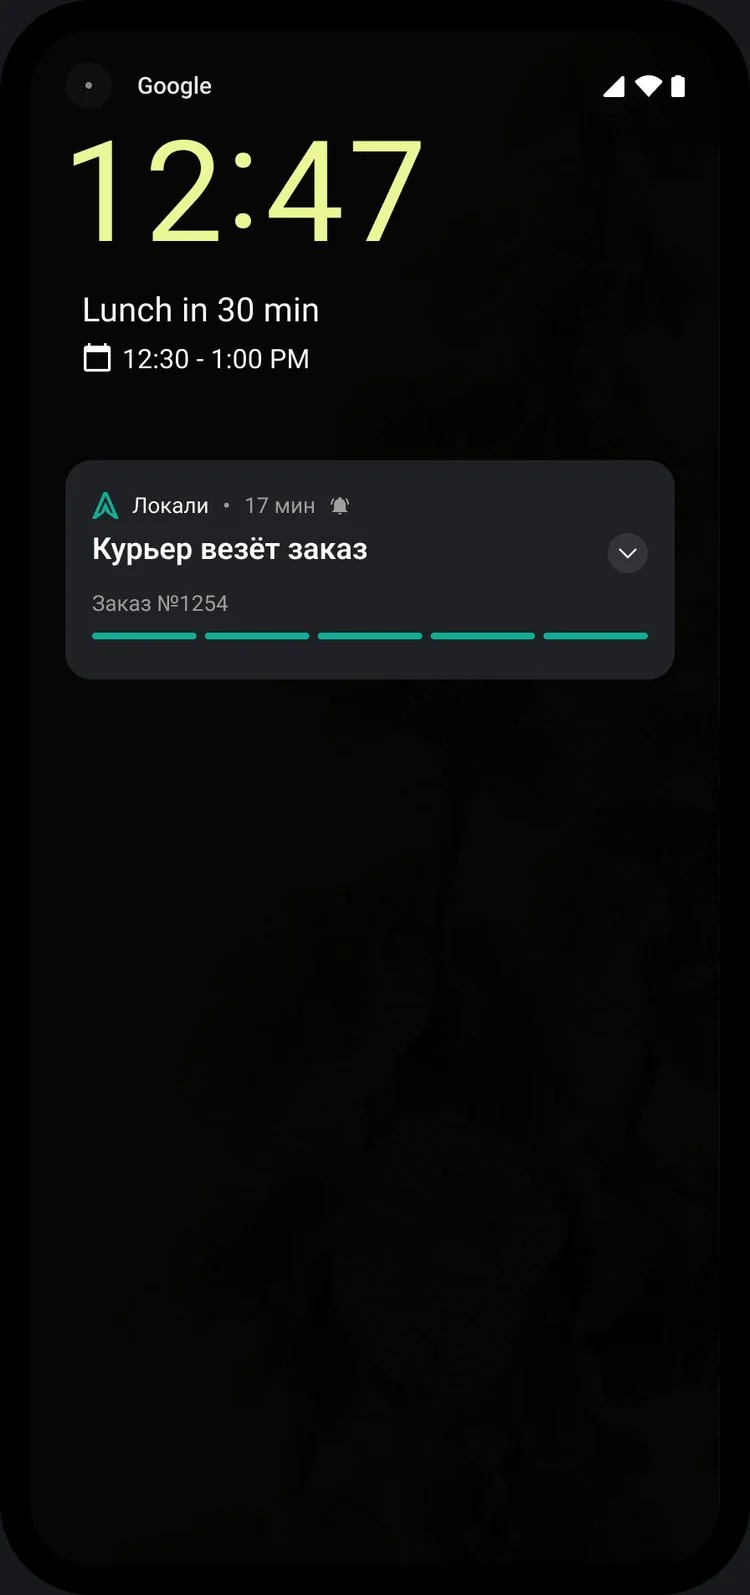 Google
12:47
Lunch in 30 min
12:30 - 1:00 PM
Локали • 17 мин
Курьер везёт заказ
Заказ №1254